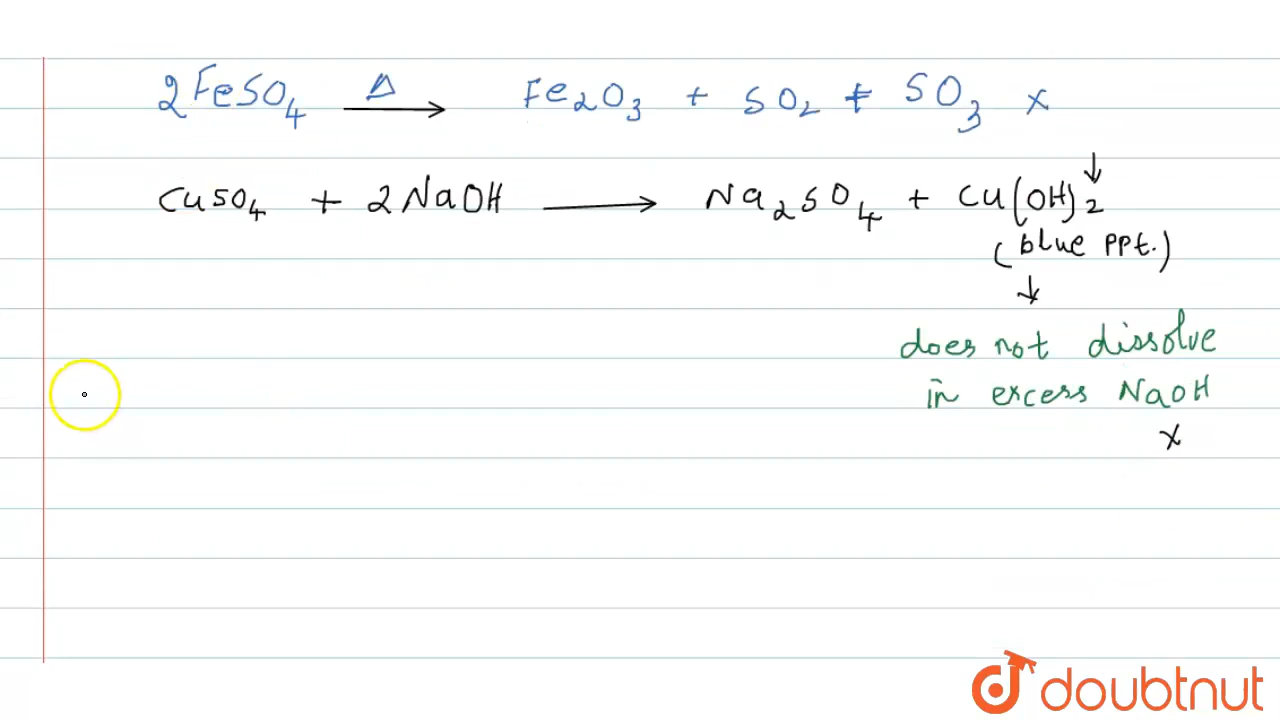 2FeSO4 Δ→ Fe2O3 + SO2 + SO3 x
CuSO4 + 2NaOH → Na2SO4 + Cu(OH)2 ↓
(blue ppt.)
↓
does not dissolve
in excess NaOH
x
doubtnut